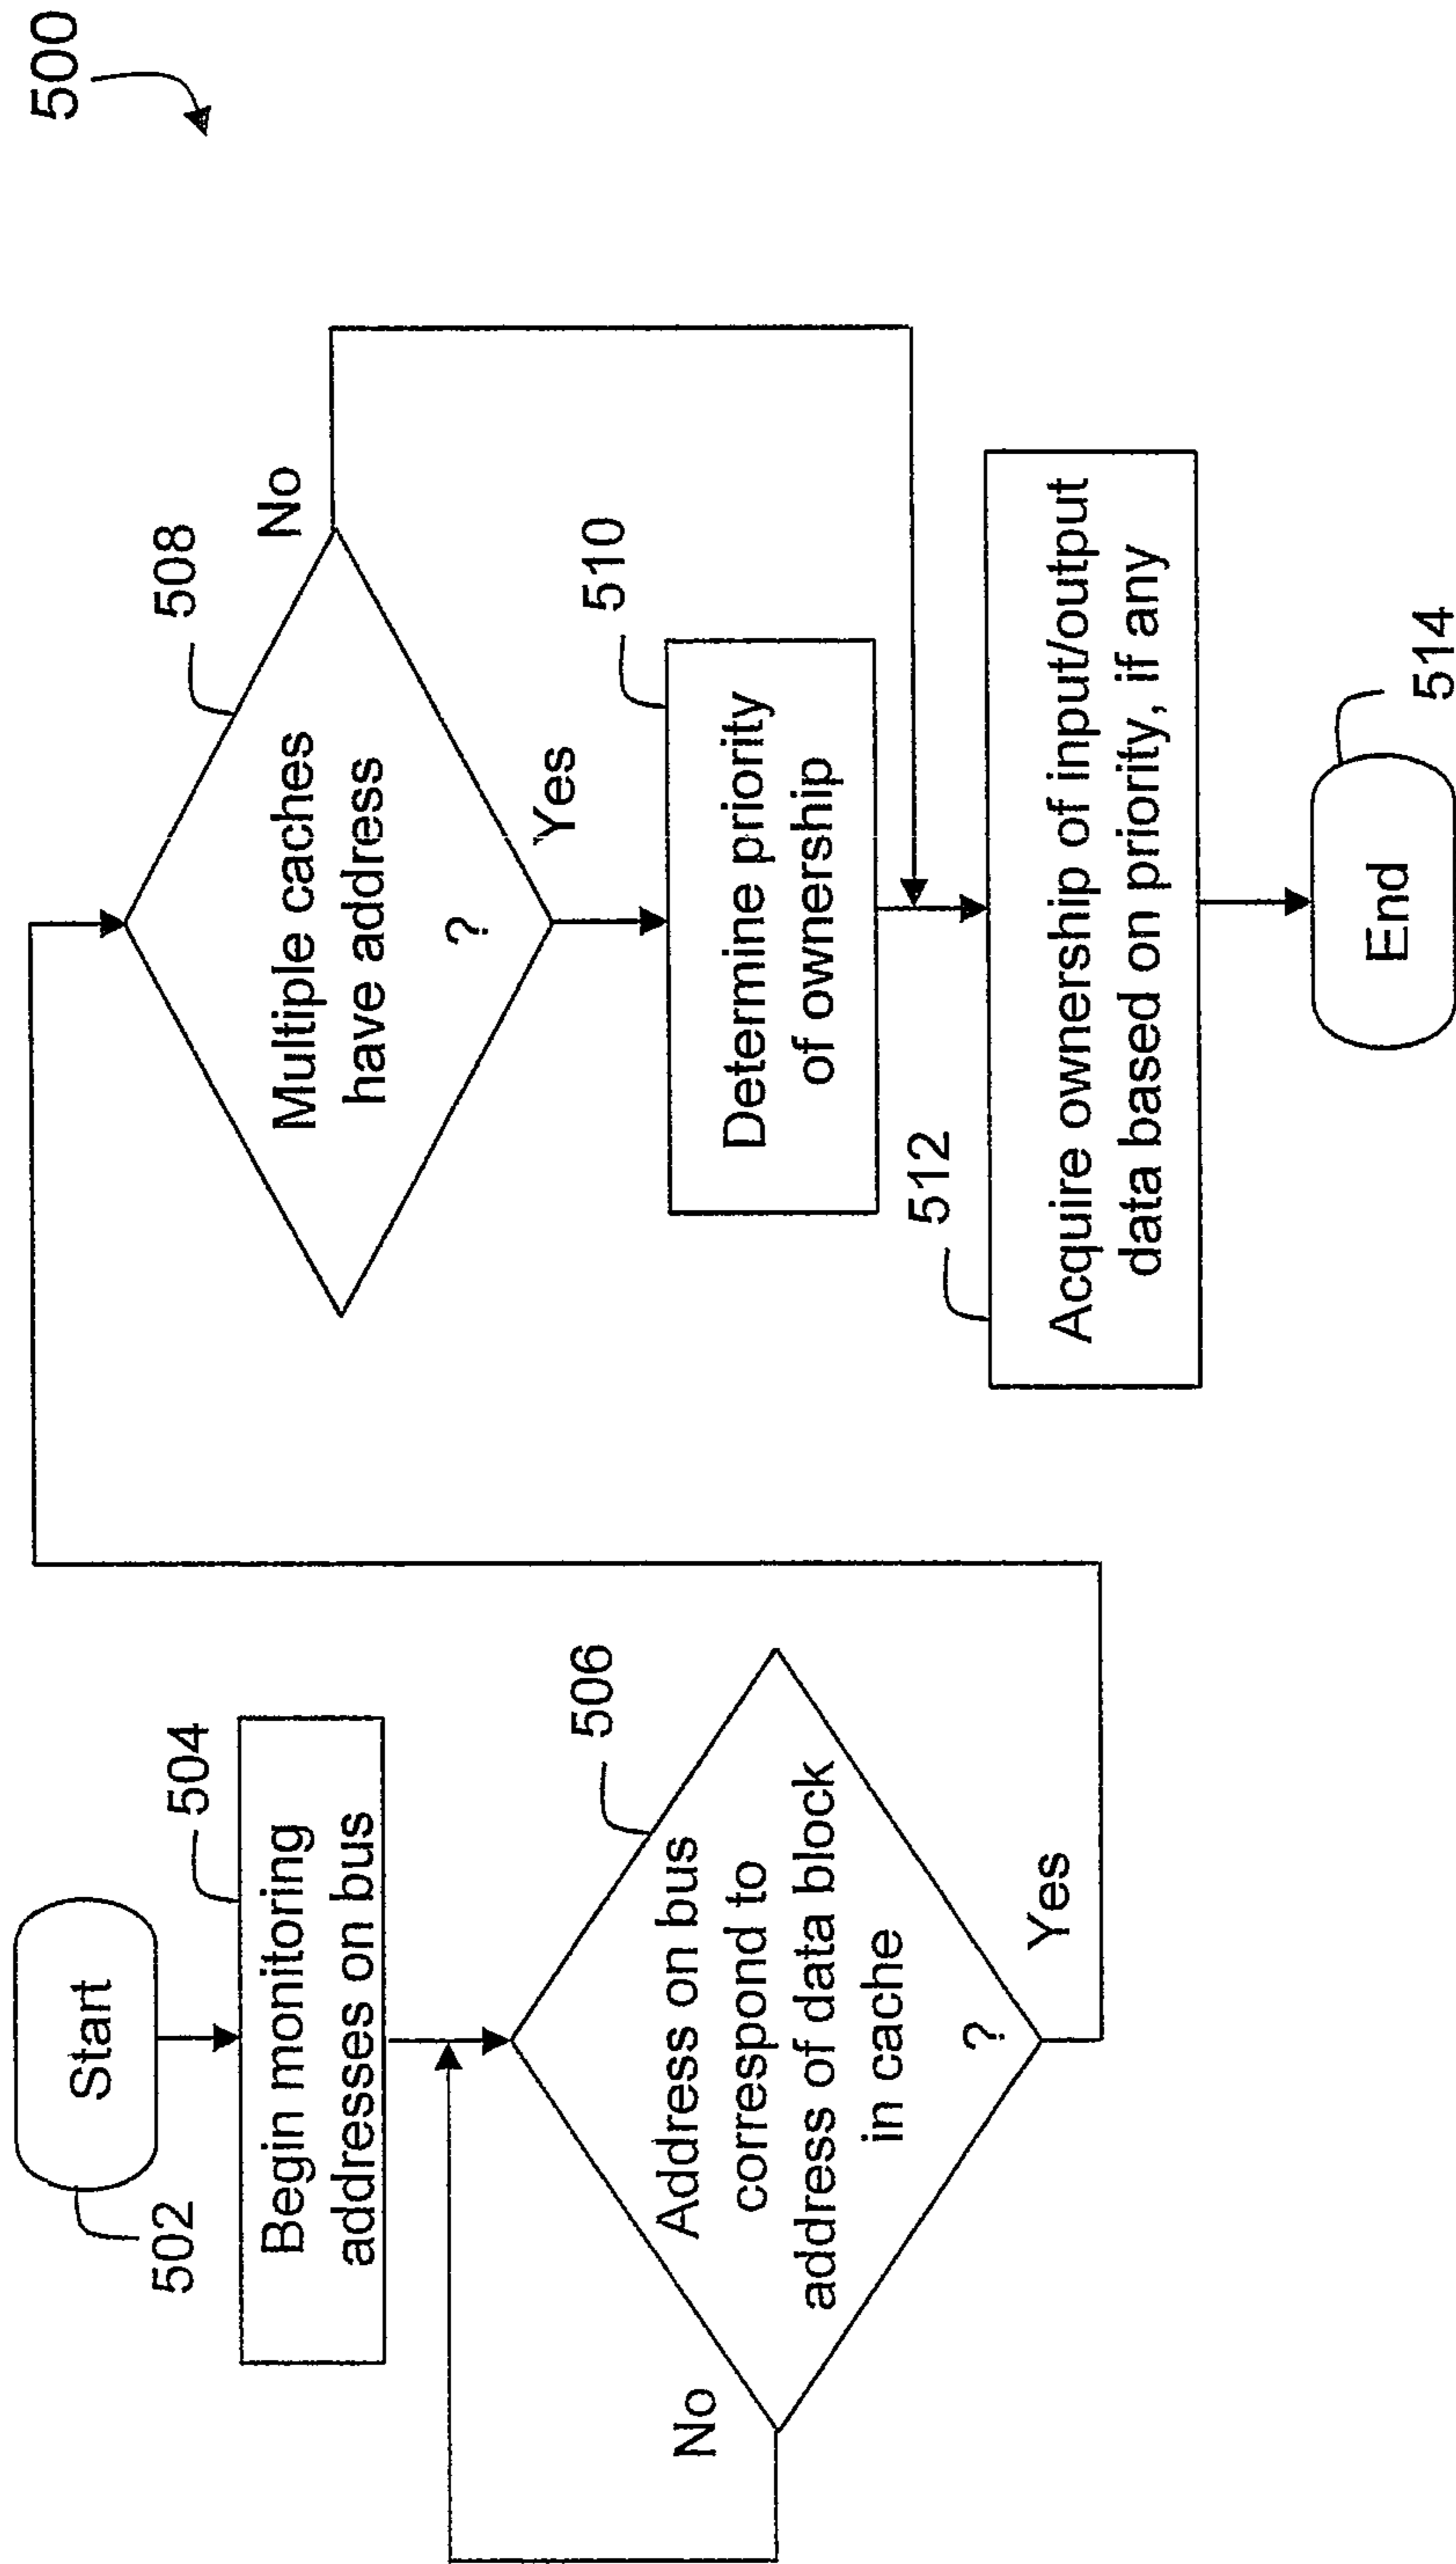 500
Start
502
504
Begin monitoring
addresses on bus
506
Address on bus
correspond to
address of data block
in cache
?
No
Yes
508
Multiple caches
have address
?
No
Yes
510
Determine priority
of ownership
512
Acquire ownership of input/output
data based on priority, if any
End
514